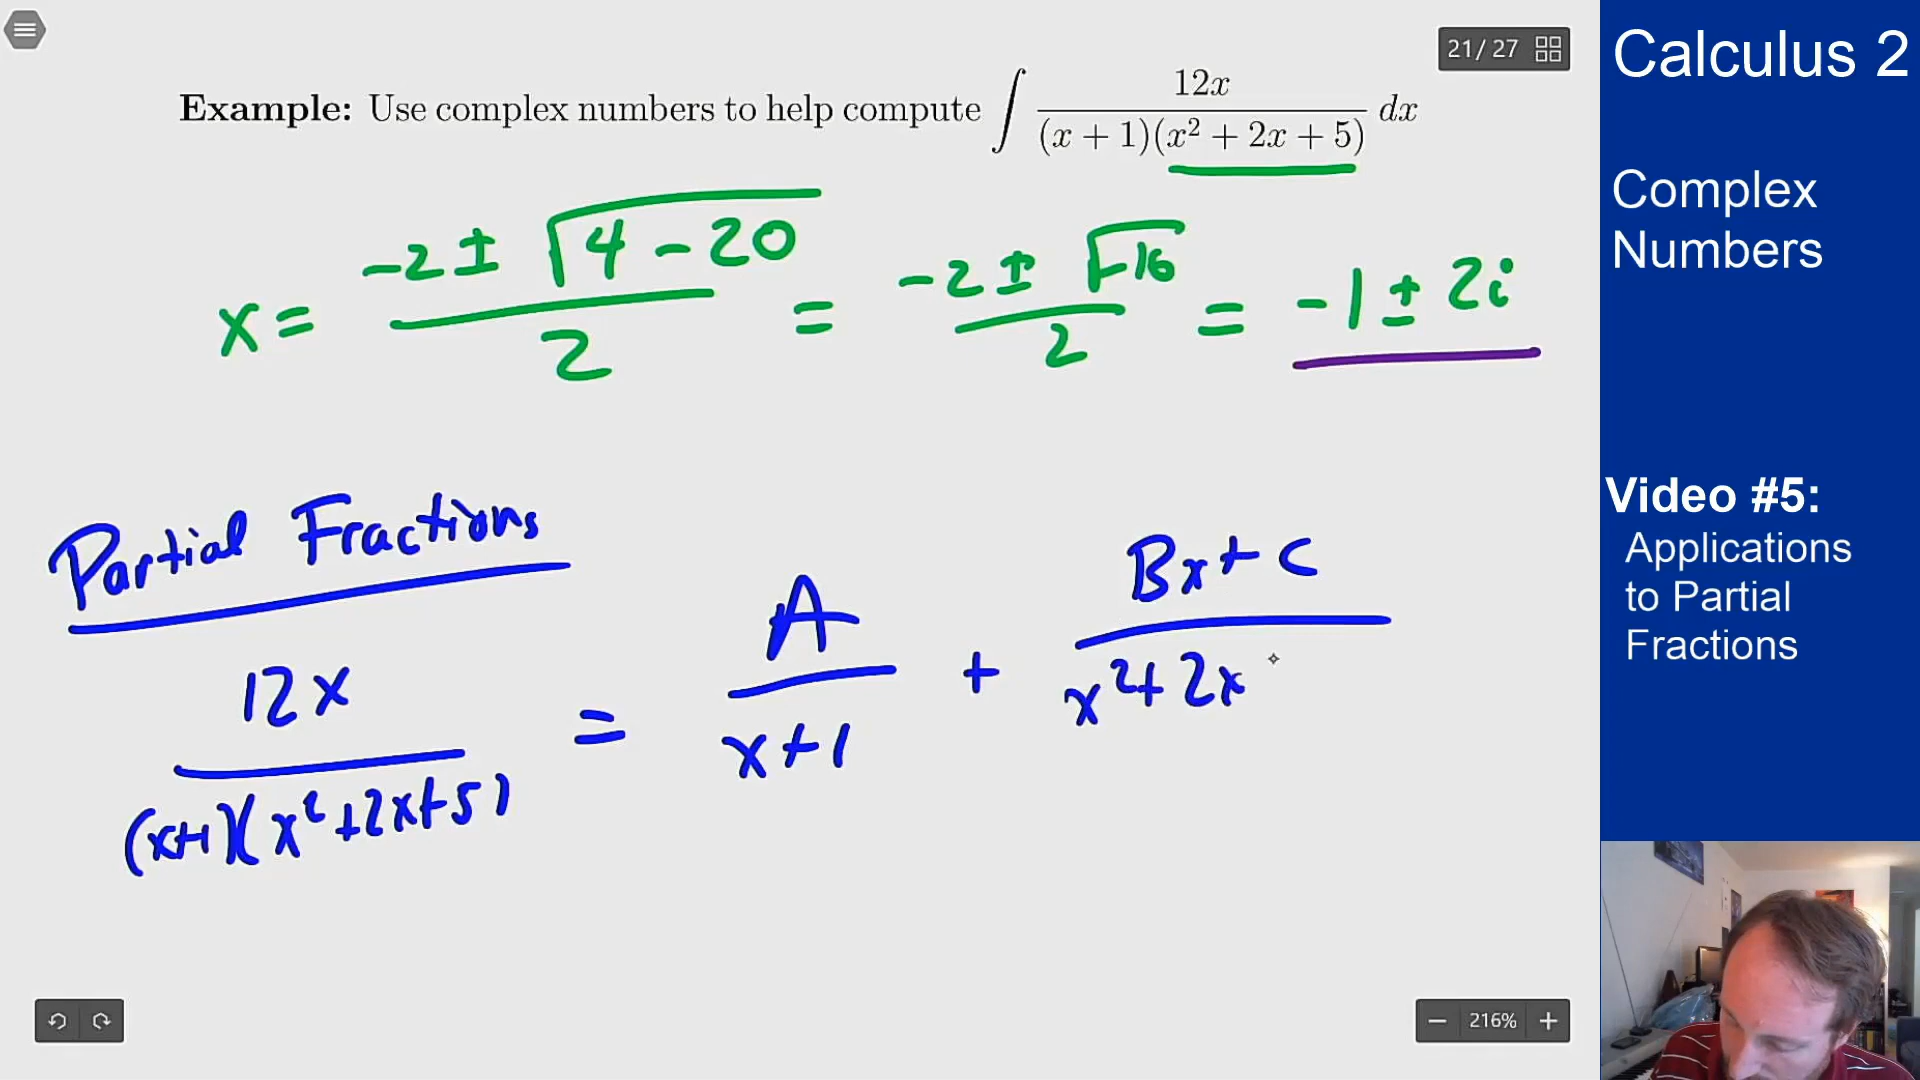 21 / 27
Example: Use complex numbers to help compute ∫ 12x / (x + 1)(x² + 2x + 5) dx
x = -2 ± √4 - 20 / 2 = -2 ± √-16 / 2 = -1 ± 2i
Partial Fractions
12x / (x+1)(x²+2x+5) = A / x+1 + Bx + C / x² + 2x
216%
Calculus 2
Complex
Numbers
Video #5:
Applications
to Partial
Fractions